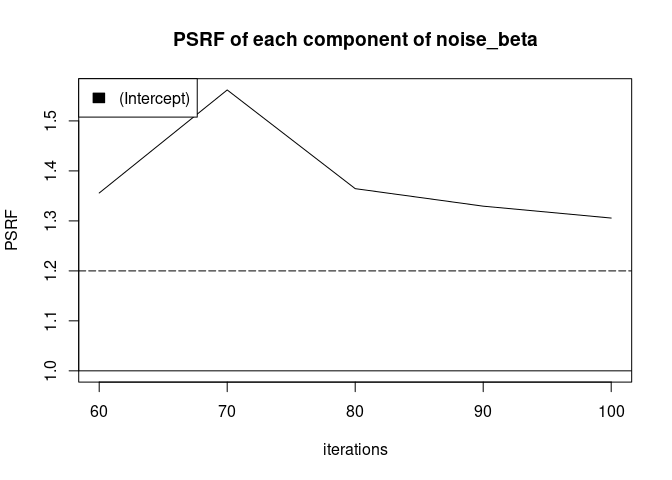 PSRF of each component of noise_beta
(Intercept)
PSRF
1.5
1.4
1.3
1.2
1.1
1.0
60 70 80 90 100
iterations